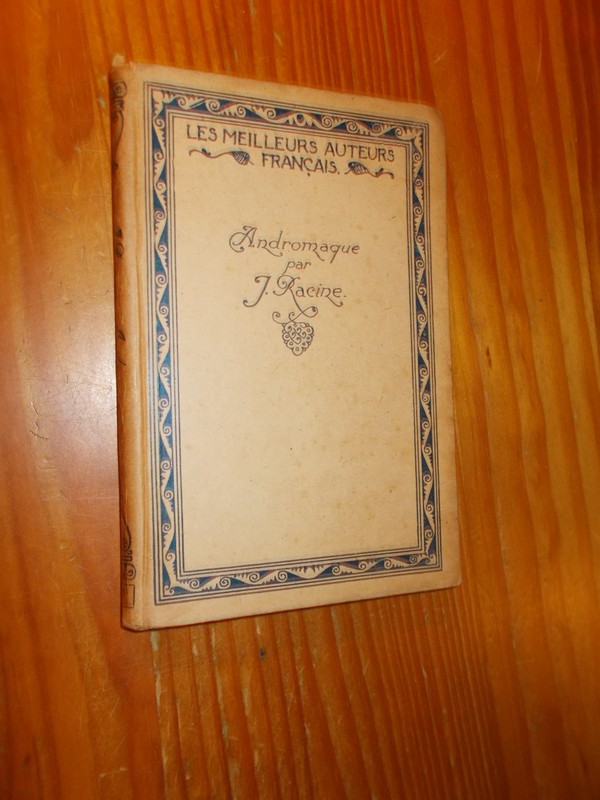 LES MEILLEURS AUTEURS
FRANÇAIS.
Andromaque
par
J. Racine.